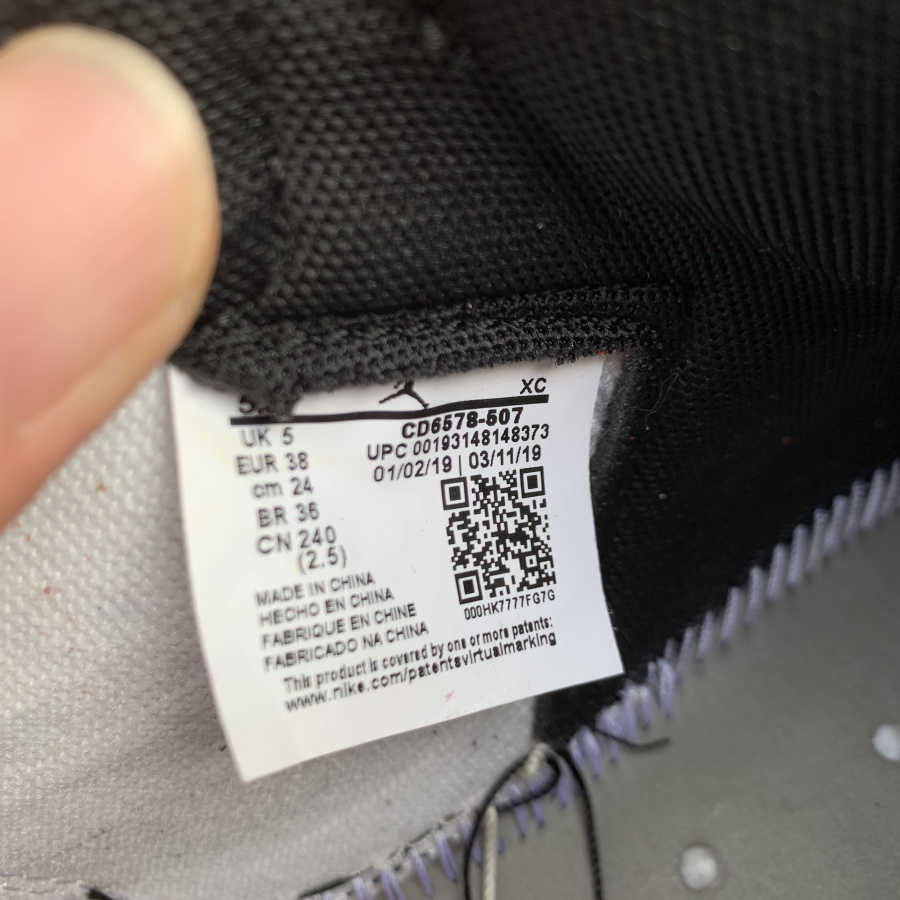 XC
CD6578-507
UPC 00193148148373
01/02/19 | 03/11/19
UK 5
EUR 38
cm 24
BR 36
CN 240
(2.5)
000HK7777FG7G
MADE IN CHINA
HECHO EN CHINA
FABRIQUE EN CHINE
FABRICADO NA CHINA
This product is covered by one or more patents:
www.nike.com/patentsvirtualmarking